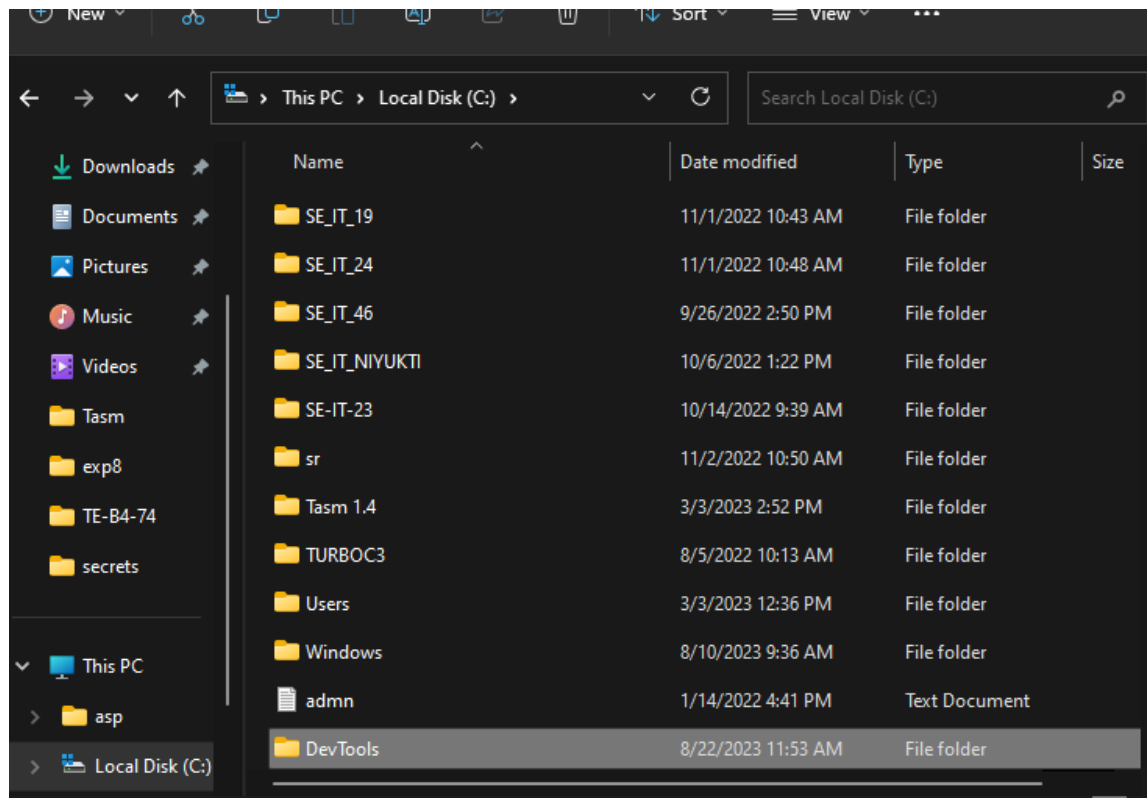 New Sort View ...
This PC > Local Disk (C:) > Search Local Disk (C:)
Downloads
Documents
Pictures
Music
Videos
Tasm
exp8
TE-B4-74
secrets
This PC
asp
Local Disk (C:)
Name Date modified Type Size
SE_IT_19 11/1/2022 10:43 AM File folder
SE_IT_24 11/1/2022 10:48 AM File folder
SE_IT_46 9/26/2022 2:50 PM File folder
SE_IT_NIYUKTI 10/6/2022 1:22 PM File folder
SE-IT-23 10/14/2022 9:39 AM File folder
sr 11/2/2022 10:50 AM File folder
Tasm 1.4 3/3/2023 2:52 PM File folder
TURBOC3 8/5/2022 10:13 AM File folder
Users 3/3/2023 12:36 PM File folder
Windows 8/10/2023 9:36 AM File folder
admn 1/14/2022 4:41 PM Text Document
DevTools 8/22/2023 11:53 AM File folder